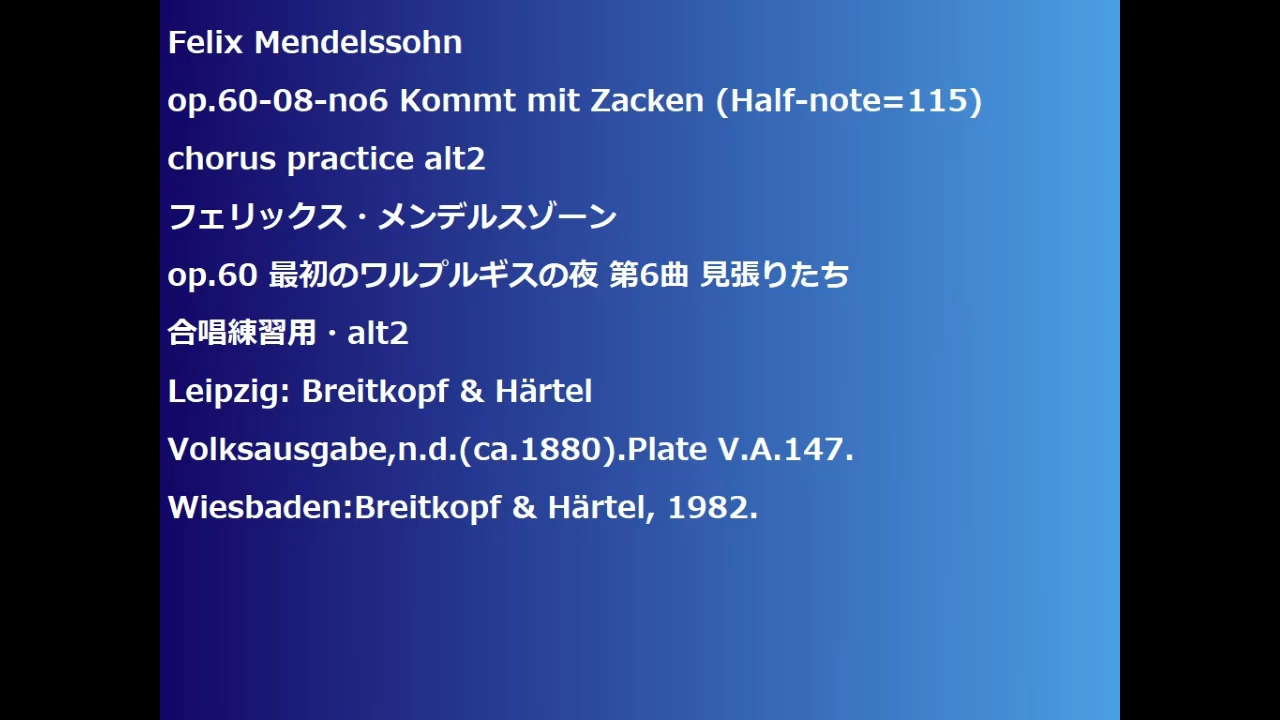 Felix Mendelssohn
op.60-08-no6 Kommt mit Zacken (Half-note=115)
chorus practice alt2
フェリックス・メンデルスゾーン
op.60 最初のワルプルギスの夜 第6曲 見張りたち
合唱練習用・alt2
Leipzig: Breitkopf & Härtel
Volksausgabe,n.d.(ca.1880).Plate V.A.147.
Wiesbaden:Breitkopf & Härtel, 1982.